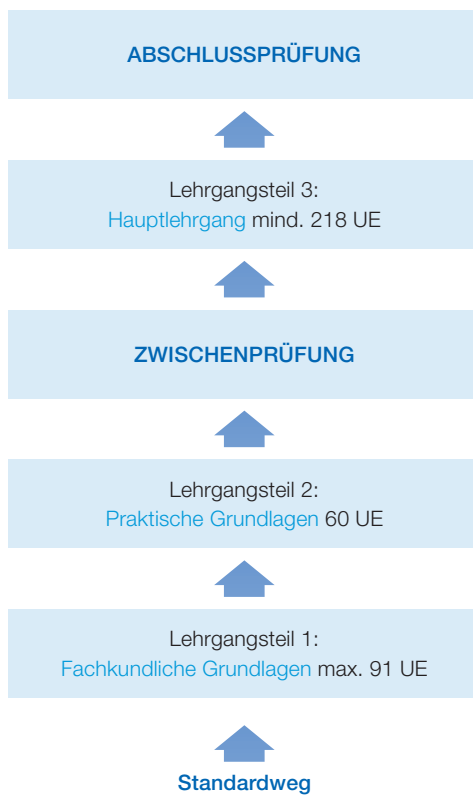 ABSCHLUSSPRÜFUNG
Lehrgangsteil 3:
Hauptlehrgang mind. 218 UE
ZWISCHENPRÜFUNG
Lehrgangsteil 2:
Praktische Grundlagen 60 UE
Lehrgangsteil 1:
Fachkundliche Grundlagen max. 91 UE
Standardweg